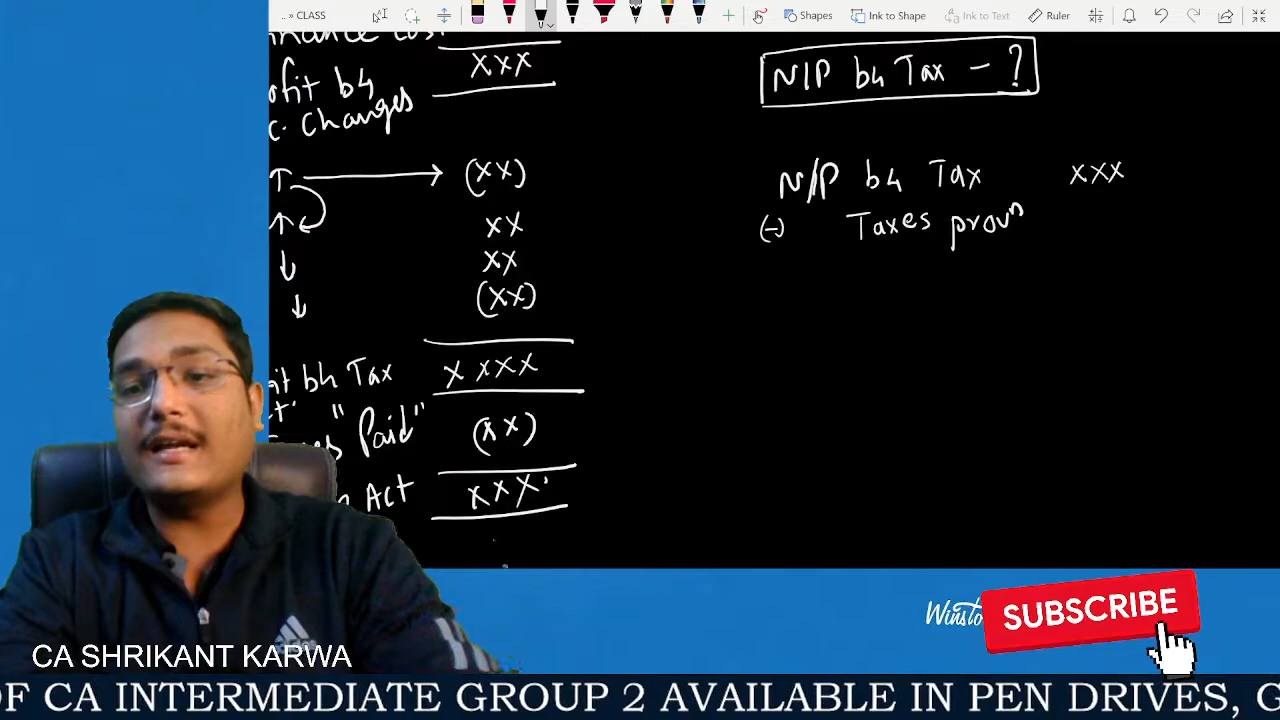 .. » CLASS
Shapes
Ink to Shape
Ink to Text
Ruler
xxx
b4
Changes
(xx)
xx
xx
(xx)
b4 Tax
x xxx
"Paid"
(xx)
Act
xxx
N/P b4 Tax - ?
N/P b4 Tax xxx
(-) Taxes provn
Winsto
SUBSCRIBE
CA SHRIKANT KARWA
OF CA INTERMEDIATE GROUP 2 AVAILABLE IN PEN DRIVES, G